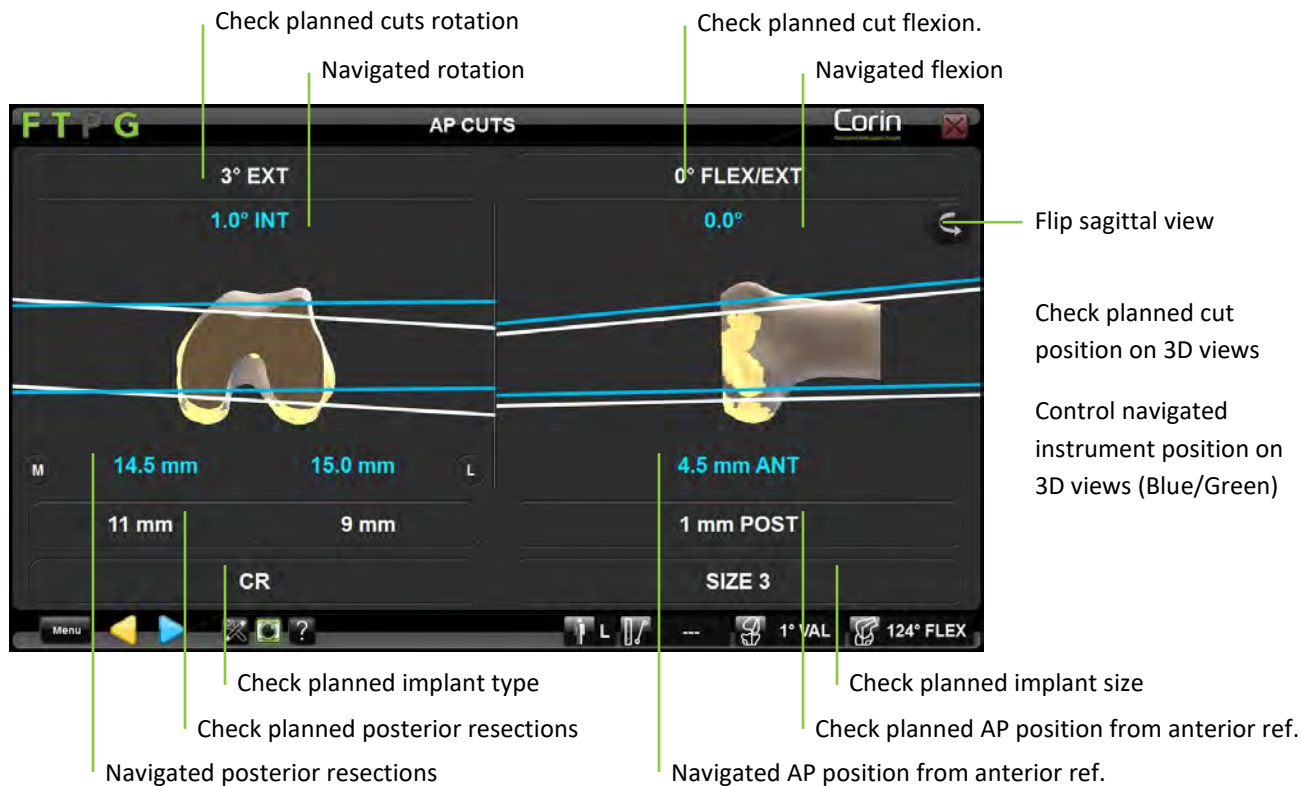 Check planned cuts rotation
Check planned cut flexion.
Navigated rotation
Navigated flexion
F T P G
AP CUTS
Corin
3° EXT
0° FLEX/EXT
1.0° INT
0.0°
Flip sagittal view
Check planned cut
position on 3D views
Control navigated
instrument position on
3D views (Blue/Green)
M
14.5 mm
15.0 mm
L
4.5 mm ANT
11 mm
9 mm
1 mm POST
CR
SIZE 3
Menu
?
L
---
1° VAL
124° FLEX
Check planned implant type
Check planned implant size
Check planned posterior resections
Check planned AP position from anterior ref.
Navigated posterior resections
Navigated AP position from anterior ref.